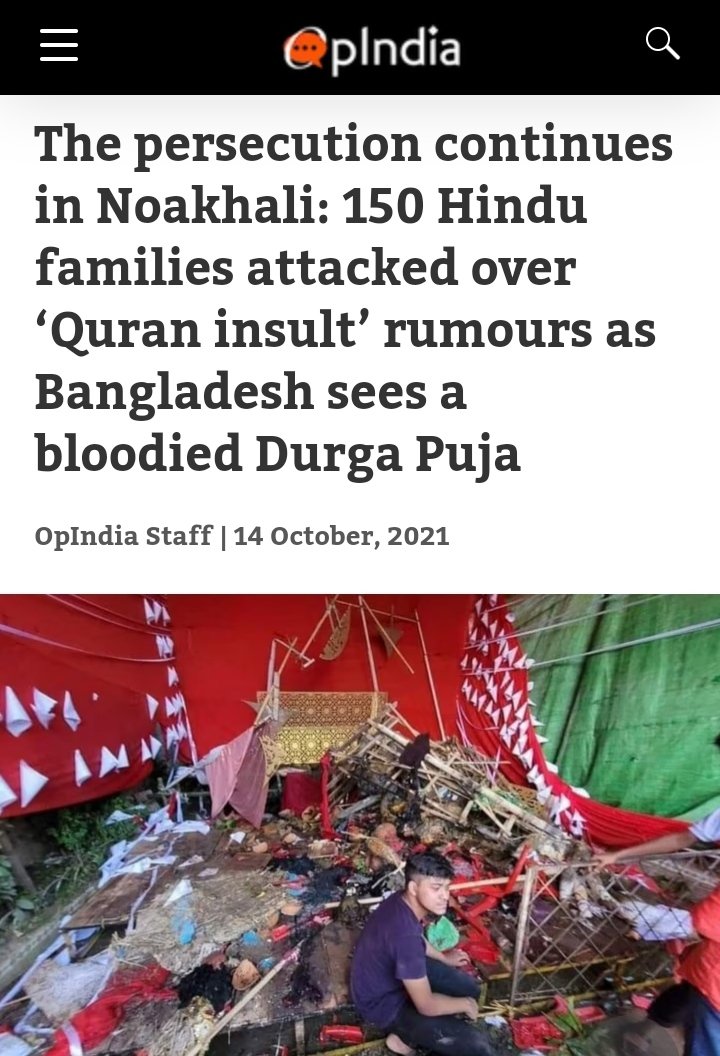 OpIndia
The persecution continues
in Noakhali: 150 Hindu
families attacked over
‘Quran insult’ rumours as
Bangladesh sees a
bloodied Durga Puja
OpIndia Staff | 14 October, 2021